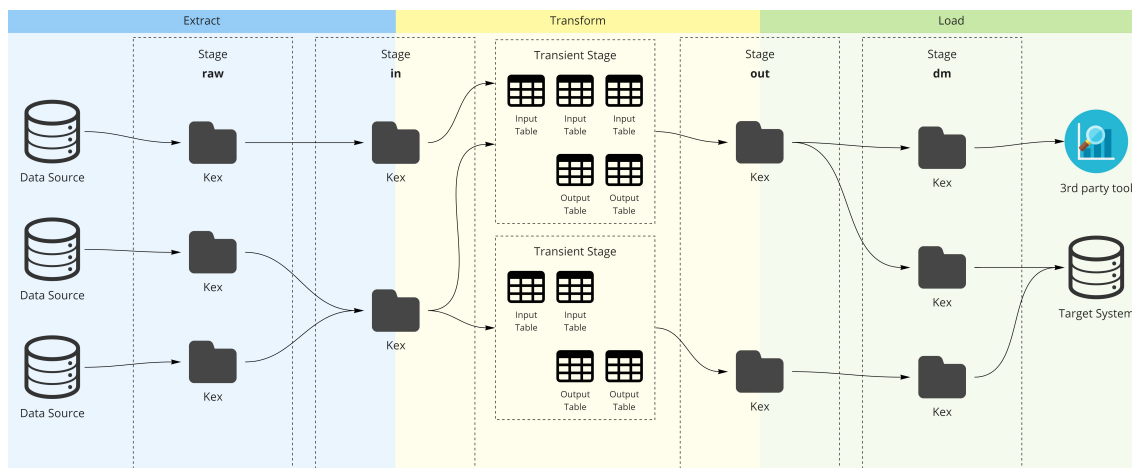 Extract
Transform
Load
Stage
raw
Stage
in
Transient Stage
Input
Table
Input
Table
Input
Table
Output
Table
Output
Table
Transient Stage
Input
Table
Input
Table
Output
Table
Output
Table
Stage
out
Stage
dm
Data Source
Data Source
Data Source
Kex
Kex
Kex
Kex
Kex
Kex
Kex
Kex
Kex
Kex
3rd party tool
Target System